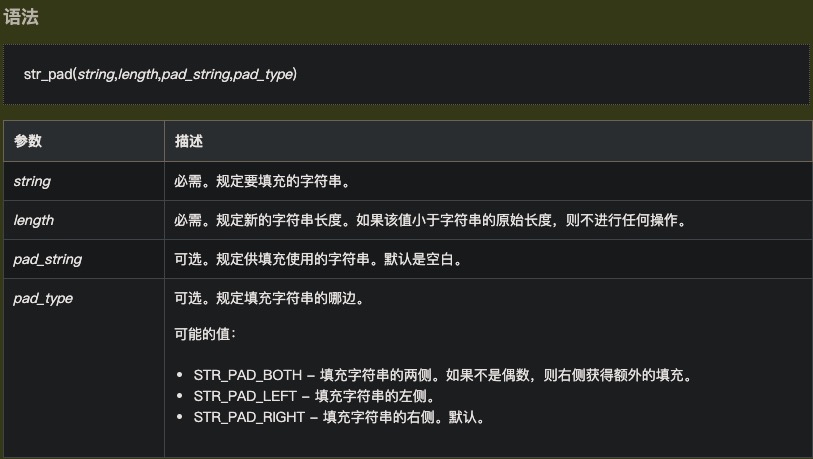 语法
str_pad(string,length,pad_string,pad_type)
参数 描述
string 必需。规定要填充的字符串。
length 必需。规定新的字符串长度。如果该值小于字符串的原始长度，则不进行任何操作。
pad_string 可选。规定供填充使用的字符串。默认是空白。
pad_type 可选。规定填充字符串的哪边。
可能的值：
• STR_PAD_BOTH – 填充字符串的两侧。如果不是偶数，则右侧获得额外的填充。
• STR_PAD_LEFT – 填充字符串的左侧。
• STR_PAD_RIGHT – 填充字符串的右侧。默认。